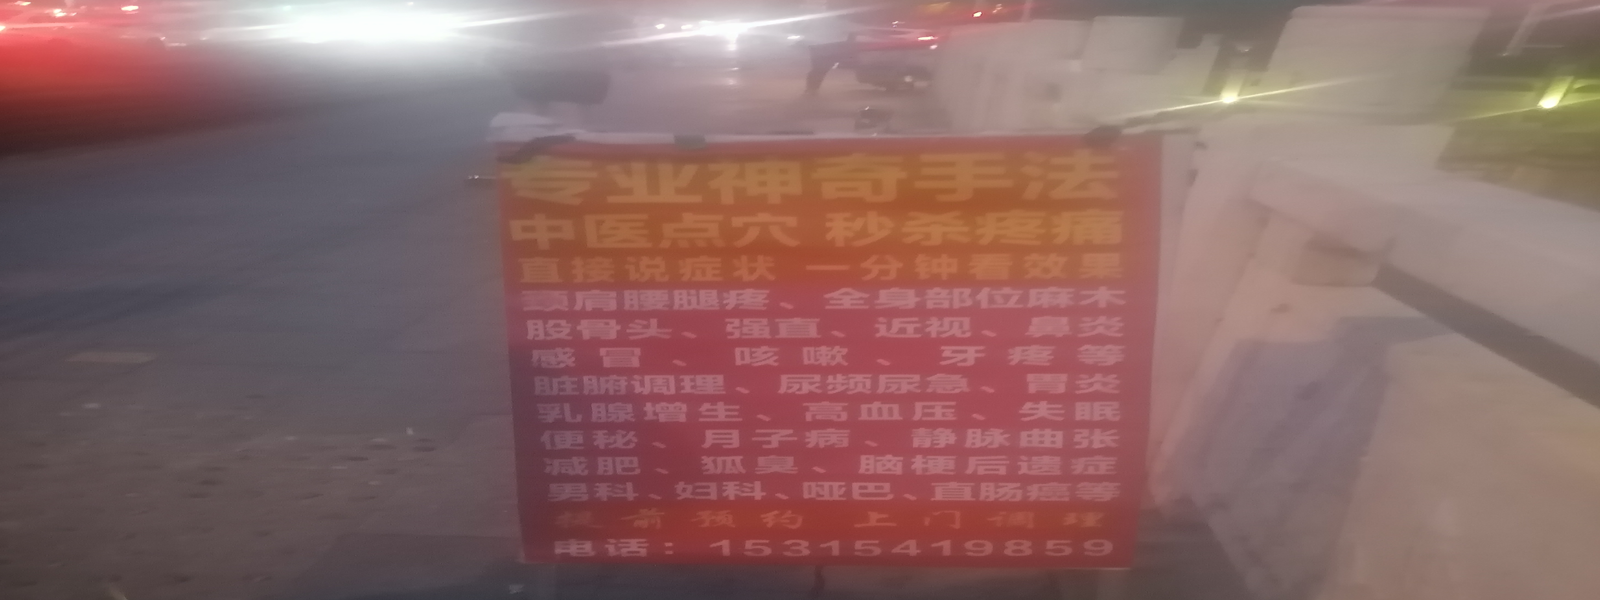 专业神奇手法
中医点穴 秒杀疼痛
直接说症状 一分钟看效果
颈肩腰腿疼、全身部位麻木
股骨头、强直、近视、鼻炎
感冒、咳嗽、牙疼等
脏腑调理、尿频尿急、胃炎
乳腺增生、高血压、失眠
便秘、月子病、静脉曲张
减肥、狐臭、脑梗后遗症
男科、妇科、哑巴、直肠癌等
提前预约 上门调理
电话：15315419859